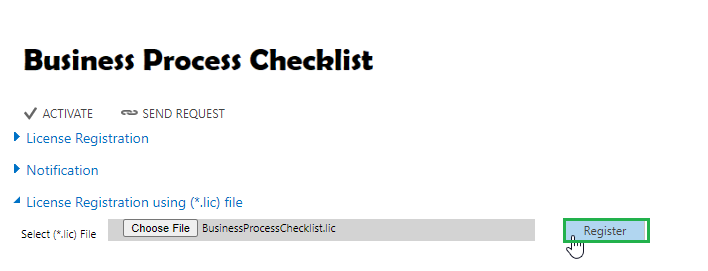 Business Process Checklist
ACTIVATE SEND REQUEST
License Registration
Notification
License Registration using (*.lic) file
Select (*.lic) File Choose File BusinessProcessChecklist.lic Register